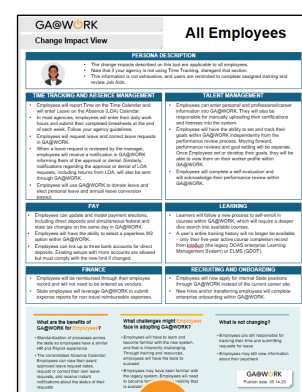 GA@WORK
Change Impact View
All Employees
PERSONA DESCRIPTION
• The change impacts described on this tool are applicable to all employees.
• Note that if your agency is not using Time Tracking, disregard that section.
• This information is not exhaustive, and users are reminded to complete assigned training and
review Job Aids.
TIME TRACKING AND ABSENCE MANAGEMENT
• Employees will report Time on the Time Calendar and
will enter Leave on the Absence (LOA) Calendar.
• In most agencies, employees will enter their daily work
hours and submit their completed timesheets at the end
of each week. Follow your agency guidelines.
• Employees will request leave and correct leave requests
in GA@WORK.
• When a leave request is reviewed by the manager,
employees will receive a notification in GA@WORK
informing them of the approval or denial. Similarly,
notifications regarding the approval or denial of LOA
requests, including returns from LOA, will also be sent
through GA@WORK.
• Employees will use GA@WORK to donate leave and
elect personal leave and annual leave conversion
payout.
TALENT MANAGEMENT
• Employees can enter personal and professional/career
information into GA@WORK. They will also be
responsible for manually uploading their certifications
and licenses into the system.
• Employees will have the ability to set and track their
goals within GA@WORK independently from the
performance review process. Moving forward,
performance reviews and goal setting will be separate.
Once Employees set or develop their goals, they will be
able to view them on their worker profile within
GA@WORK.
• Employees will complete a self-evaluation and
will acknowledge their performance review within
GA@WORK.
PAY
• Employees can update and model payment elections,
including direct deposits and simultaneous federal and
state tax changes on the same day in GA@WORK.
• Employees will have the ability to select a paperless W2
option within GA@WORK.
• Employees can link up to three bank accounts for direct
deposits. Existing setups with more accounts are allowed,
but must comply with the new limit if changed.
LEARNING
• Learners will follow a new process to self-enroll in
courses within GA@WORK, which will require a deeper
dive search into available courses.
• A user's entire training history will no longer be available
- only their five-year active course completion record
from
Management System) or ELMS (GDOT).
FINANCE
• Employees will be reimbursed through their employee
record and will not need to be entered as vendors.
• State employees will leverage GA@WORK to submit
expense reports for non-travel reimbursable expenses.
RECRUITING AND ONBOARDING
• Employees will now apply for internal State positions
through GA@WORK instead of the current career site.
• New hires and/or transferring employees will complete
enterprise onboarding within GA@WORK.
What are the benefits of
GA@WORK for Employees?
• Standardization of processes across
the state so employees have a similar
HR and Payroll experience
• The consolidated Absence Calendar.
Employees can view their years'
approved leave request dates,
request or correct their own leave
requests, and receive instant
notifications about the status of their
requests
What challenges might Employees
face in adopting GA@WORK?
• Employees will have to learn and
become familiar with the new system,
and that is inherently challenging.
Through training and resources,
employees will have the tools to
succeed
• Employees may have been familiar with
the legacy system. Employees will need
to become
is available
What is not changing?
• Employees are still responsible for
tracking their time and submitting
requests for leave
• Employees may still view information
about their paycheck
GA@WORK
Publish date: 03.14.25